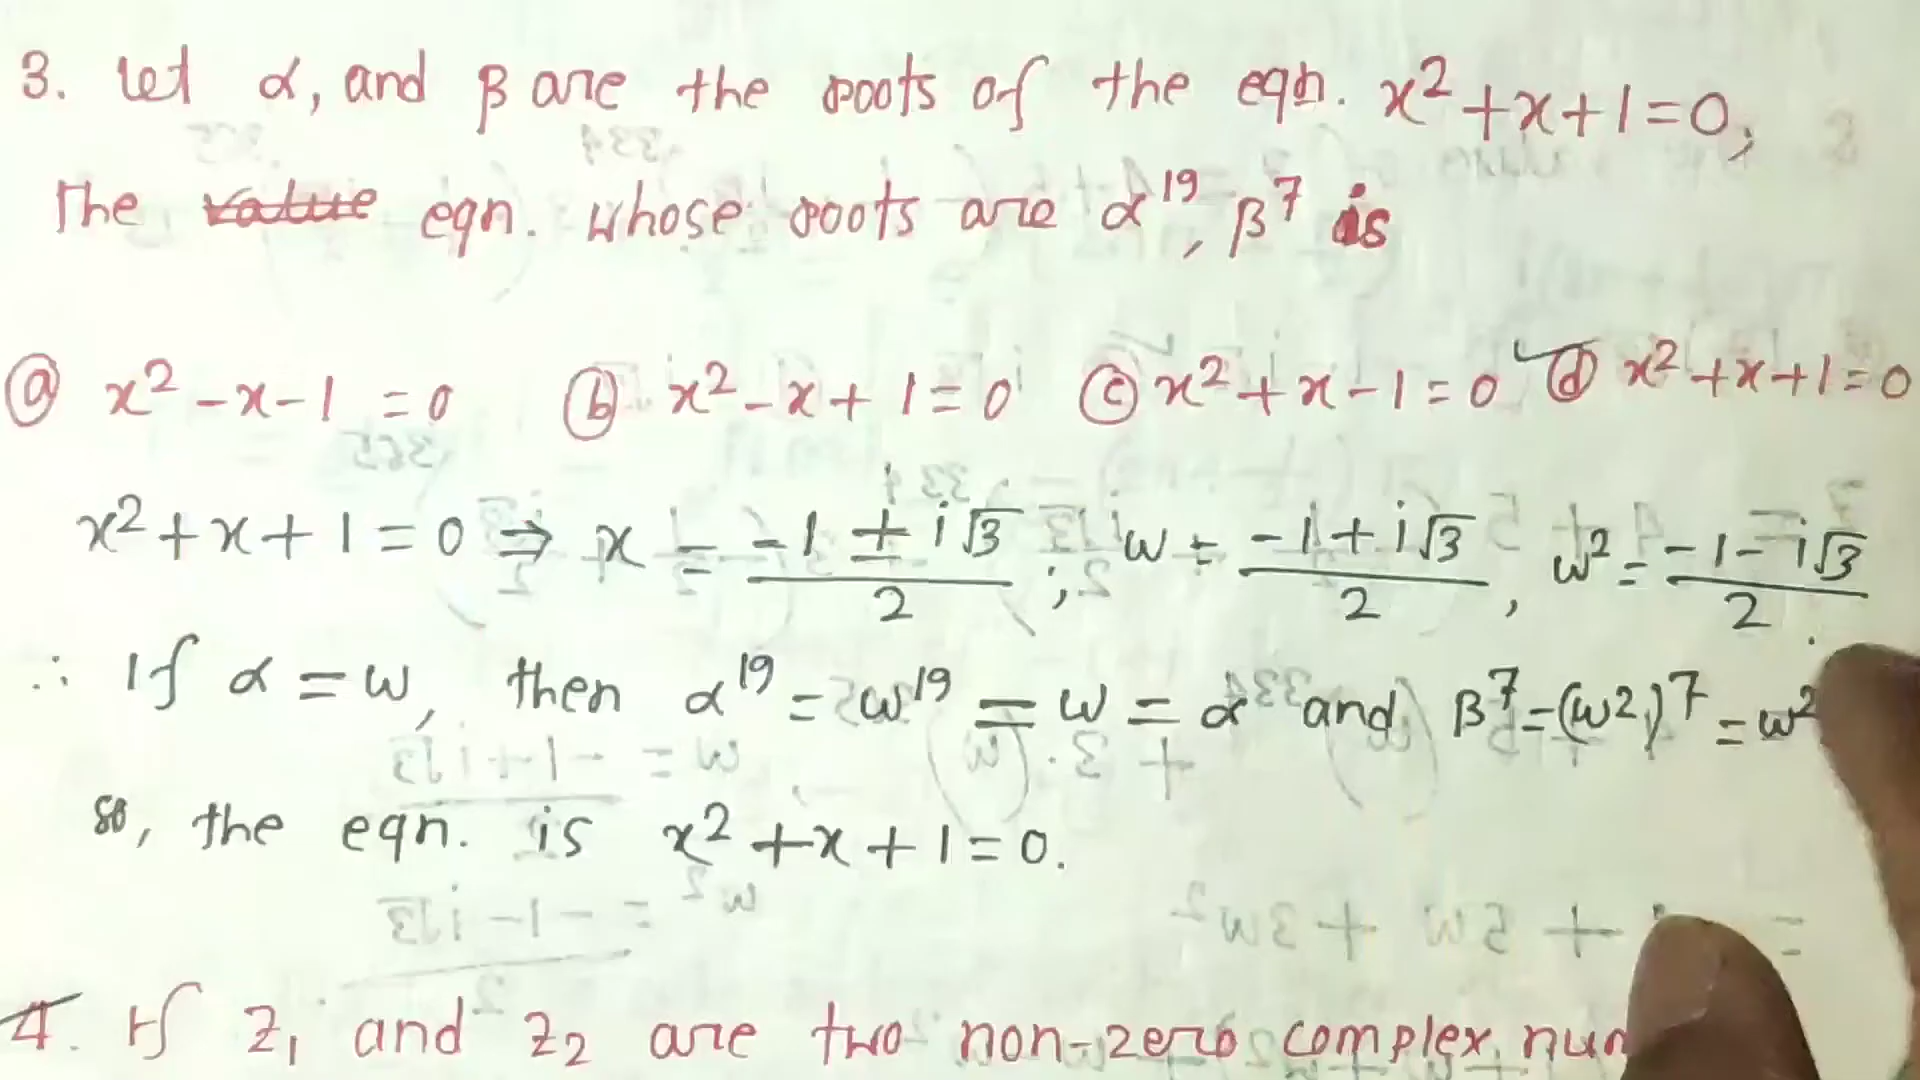 3. Let α, and β are the roots of the eqn. x²+x+1=0,
The value eqn. whose roots are α¹⁹, β⁷ is
ⓐ x²-x-1 =0 ⓑ x²-x+1=0 ⓒ x²+x-1=0 ⓓ x²+x+1=0
x²+x+1=0 ⇒ x = (-1±i√3)/2 ; w = (-1+i√3)/2 , w² = (-1-i√3)/2 .
∴ If α=w, then α¹⁹=w¹⁹=w=α and β⁷=(w²)⁷=w²
so, the eqn. is x²+x+1=0.
4. If z₁ and z₂ are two non-zero complex